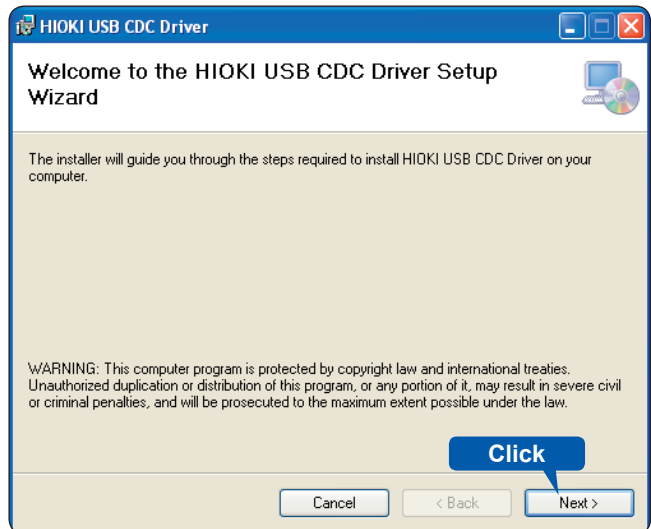 HIOKI USB CDC Driver
Welcome to the HIOKI USB CDC Driver Setup
Wizard
The installer will guide you through the steps required to install HIOKI USB CDC Driver on your
computer.
WARNING: This computer program is protected by copyright law and international treaties.
Unauthorized duplication or distribution of this program, or any portion of it, may result in severe civil
or criminal penalties, and will be prosecuted to the maximum extent possible under the law.
Click
Cancel < Back Next >